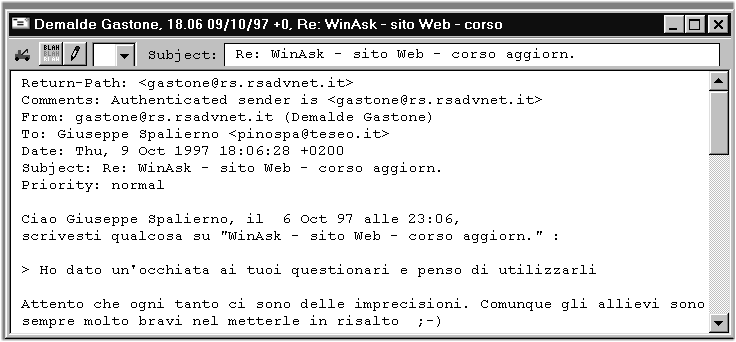 Demalde Gastone, 18.06 09/10/97 +0, Re: WinAsk - sito Web - corso
BLAH BLAH BLAH Subject: Re: WinAsk - sito Web - corso aggiorn.
Return-Path: <gastone@rs.rsadvnet.it>
Comments: Authenticated sender is <gastone@rs.rsadvnet.it>
From: gastone@rs.rsadvnet.it (Demalde Gastone)
To: Giuseppe Spalierno <pinospa@teseo.it>
Date: Thu, 9 Oct 1997 18:06:28 +0200
Subject: Re: WinAsk - sito Web - corso aggiorn.
Priority: normal
Ciao Giuseppe Spalierno, il  6 Oct 97 alle 23:06,
scrivesti qualcosa su "WinAsk - sito Web - corso aggiorn." :
> Ho dato un'occhiata ai tuoi questionari e penso di utilizzarli
Attento che ogni tanto ci sono delle imprecisioni. Comunque gli allievi sono
sempre molto bravi nel metterle in risalto  ;-)